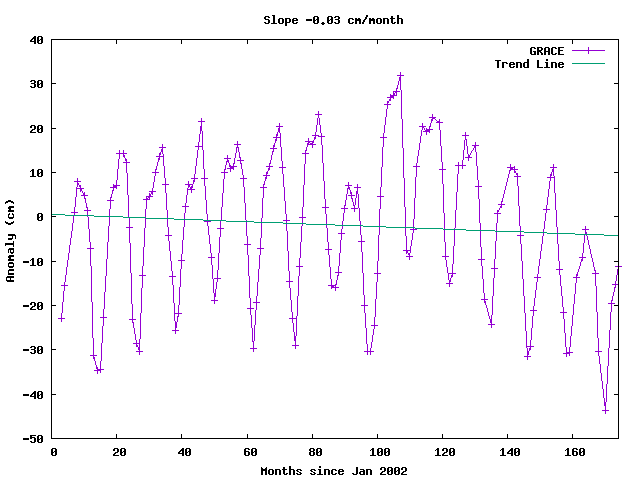 Slope -0.03 cm/month
GRACE
Trend Line
40
30
20
10
0
-10
-20
-30
-40
-50
Anomaly (cm)
0 20 40 60 80 100 120 140 160
Months since Jan 2002